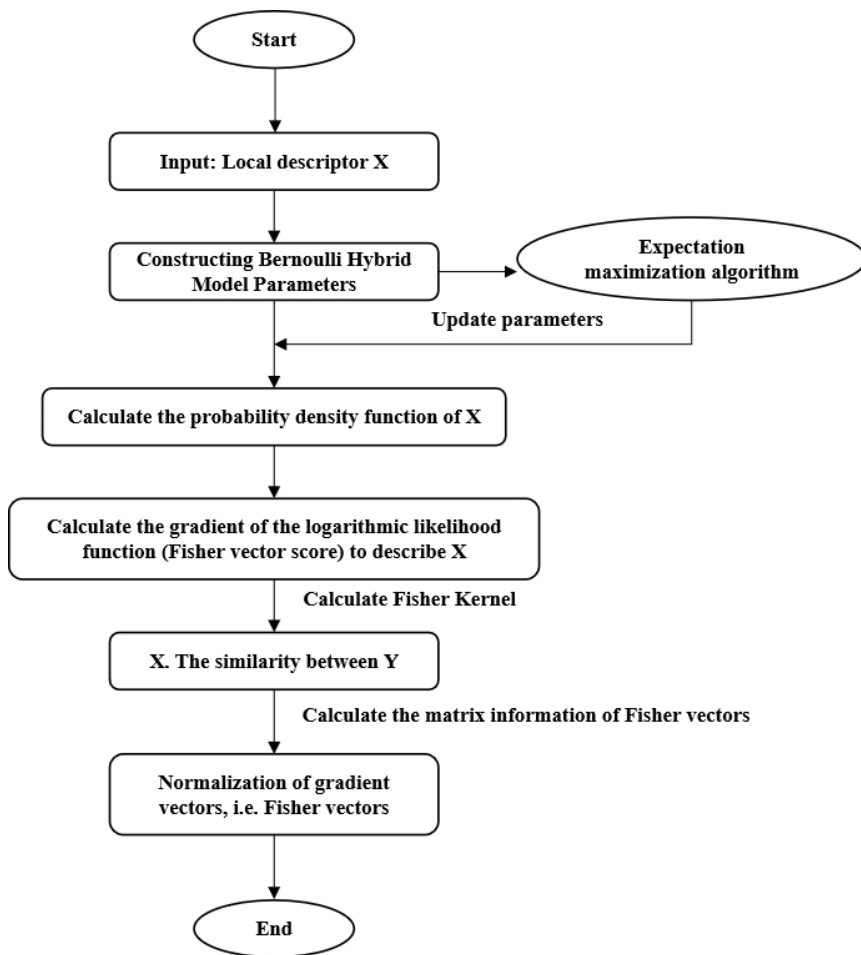 Start
Input: Local descriptor X
Constructing Bernoulli Hybrid
Model Parameters
Expectation
maximization algorithm
Update parameters
Calculate the probability density function of X
Calculate the gradient of the logarithmic likelihood
function (Fisher vector score) to describe X
Calculate Fisher Kernel
X. The similarity between Y
Calculate the matrix information of Fisher vectors
Normalization of gradient
vectors, i.e. Fisher vectors
End